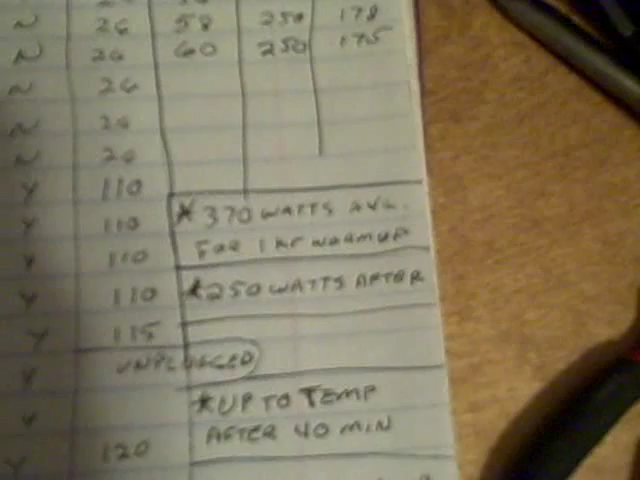 N 26 58 250 178
N 26 60 250 175
N 26
N 26
N 26
Y 110
Y 110 * 370 WATTS AVG.
Y 110 FOR 1 HR WARMUP
Y 110 * 250 WATTS AFTER
Y 115
Y UNPLUGGED
Y * UP TO TEMP
AFTER 40 MIN
Y 120